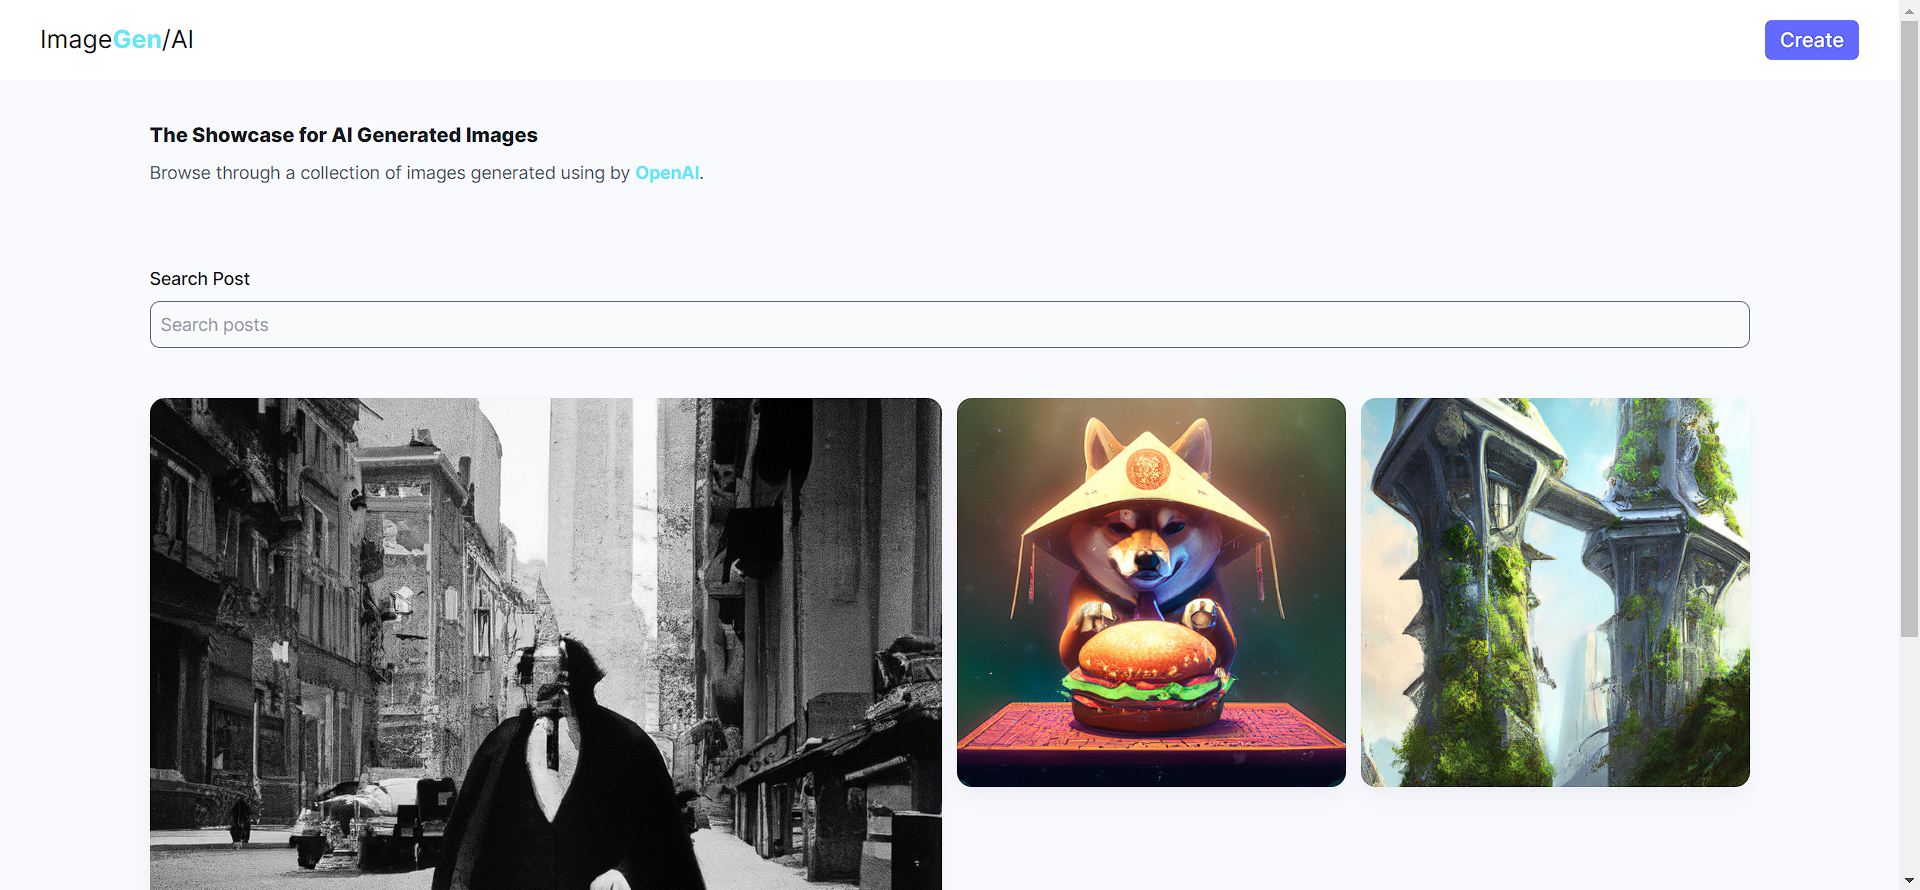 ImageGen/AI
Create
The Showcase for AI Generated Images
Browse through a collection of images generated using by OpenAI.
Search Post
Search posts